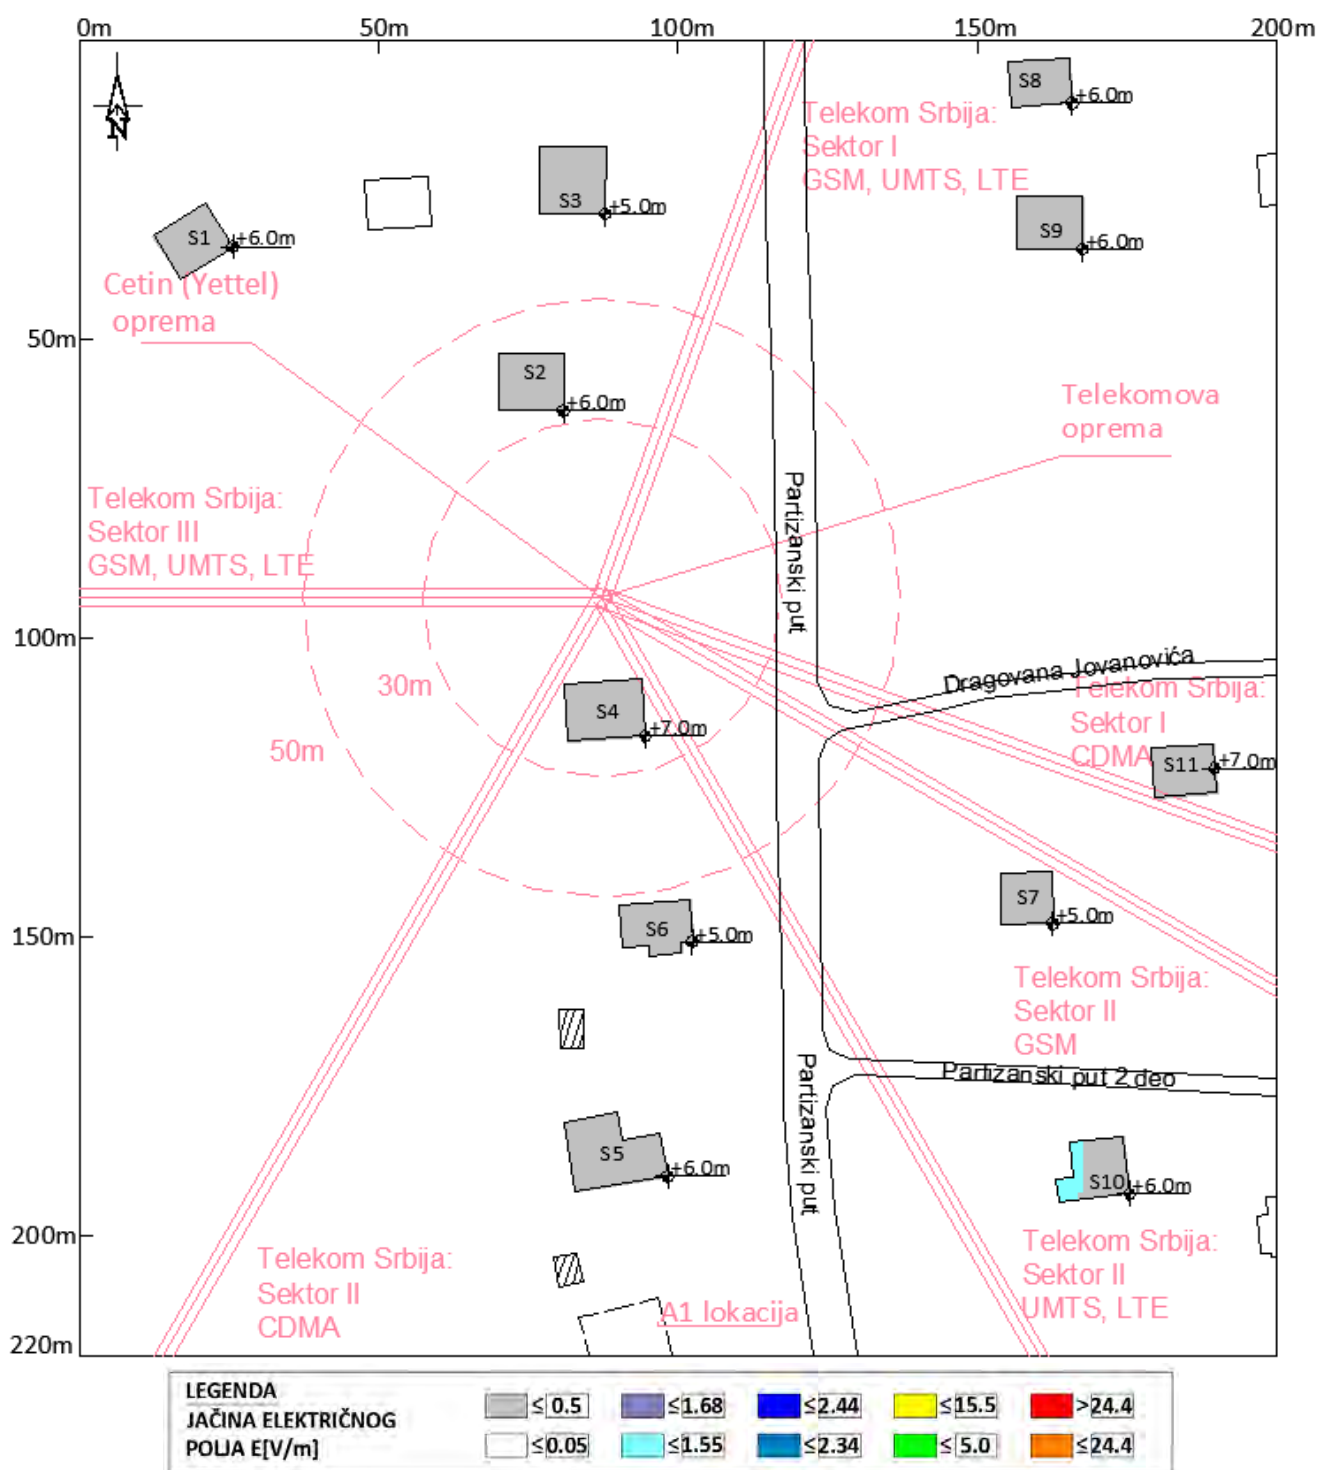 0m
50m
100m
150m
200m
N
S8
+6.0m
Telekom Srbija:
Sektor I
GSM, UMTS, LTE
S3
+5.0m
S1
+6.0m
S9
+6.0m
Cetin (Yettel)
oprema
50m
S2
+6.0m
Telekomova
oprema
Telekom Srbija:
Sektor III
GSM, UMTS, LTE
Partizanski put
100m
Dragovana Jovanovića
30m
50m
S4
+7.0m
Telekom Srbija:
Sektor I
CDMA
S11
+7.0m
S7
+5.0m
150m
S6
+5.0m
Telekom Srbija:
Sektor II
GSM
Partizanski put 2 deo
Partizanski put
S5
+6.0m
S10
+6.0m
200m
Telekom Srbija:
Sektor II
CDMA
Telekom Srbija:
Sektor II
UMTS, LTE
A1 lokacija
220m
LEGENDA
JAČINA ELEKTRIČNOG
POLJA E[V/m]
≤ 0.5
≤1.68
≤2.44
≤15.5
>24.4
≤0.05
≤1.55
≤2.34
≤ 5.0
≤24.4